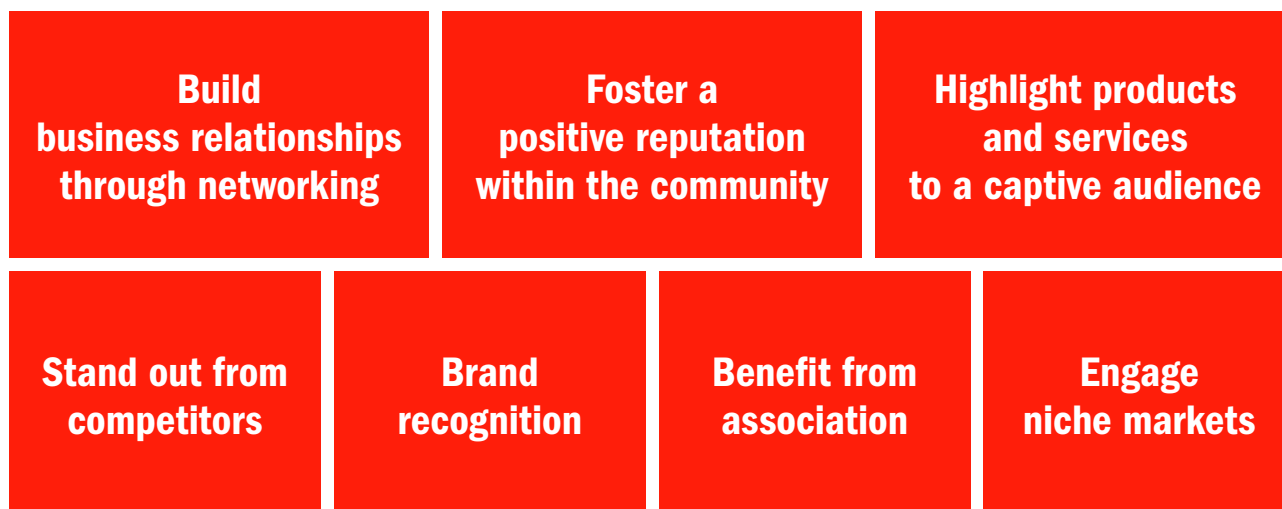 Build
business relationships
through networking
Foster a
positive reputation
within the community
Highlight products
and services
to a captive audience
Stand out from
competitors
Brand
recognition
Benefit from
association
Engage
niche markets